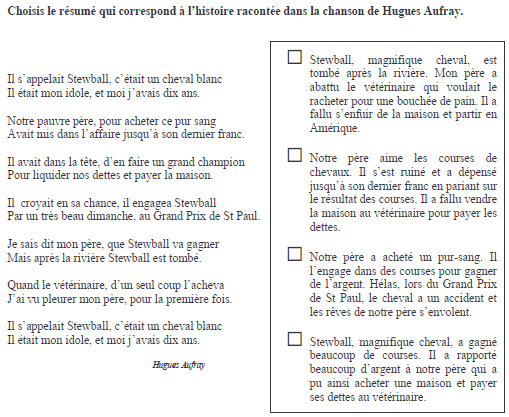 Choisis le résumé qui correspond à l'histoire racontée dans la chanson de Hugues Aufray.
Il s'appelait Stewball, c'était un cheval blanc
Il était mon idole, et moi j'avais dix ans.
Notre pauvre père, pour acheter ce pur sang
Avait mis dans l'affaire jusqu'à son dernier franc.
Il avait dans la tête, d'en faire un grand champion
Pour liquider nos dettes et payer la maison.
Il croyait en sa chance, il engagea Stewball
Par un très beau dimanche, au Grand Prix de St Paul.
Je sais dit mon père, que Stewball va gagner
Mais après la rivière Stewball est tombé.
Quand le vétérinaire, d'un seul coup l'acheva
J'ai vu pleurer mon père, pour la première fois.
Il s'appelait Stewball, c'était un cheval blanc
Il était mon idole, et moi j'avais dix ans.
Hugues Aufray
Stewball, magnifique cheval, est
tombé après la rivière. Mon père a
abattu le vétérinaire qui voulait le
racheter pour une bouchée de pain. Il a
fallu s'enfuir de la maison et partir en
Amérique.
Notre père aime les courses de
chevaux. Il s'est ruiné et a dépensé
jusqu'à son dernier franc en pariant sur
le résultat des courses. Il a fallu vendre
la maison au vétérinaire pour payer les
dettes.
Notre père a acheté un pur-sang. Il
l'engage dans des courses pour gagner
de l'argent. Hélas, lors du Grand Prix
de St Paul, le cheval a un accident et
les rêves de notre père s'envolent.
Stewball, magnifique cheval, a gagné
beaucoup de courses. Il a rapporté
beaucoup d'argent à notre père qui a
pu ainsi acheter une maison et payer
ses dettes au vétérinaire.